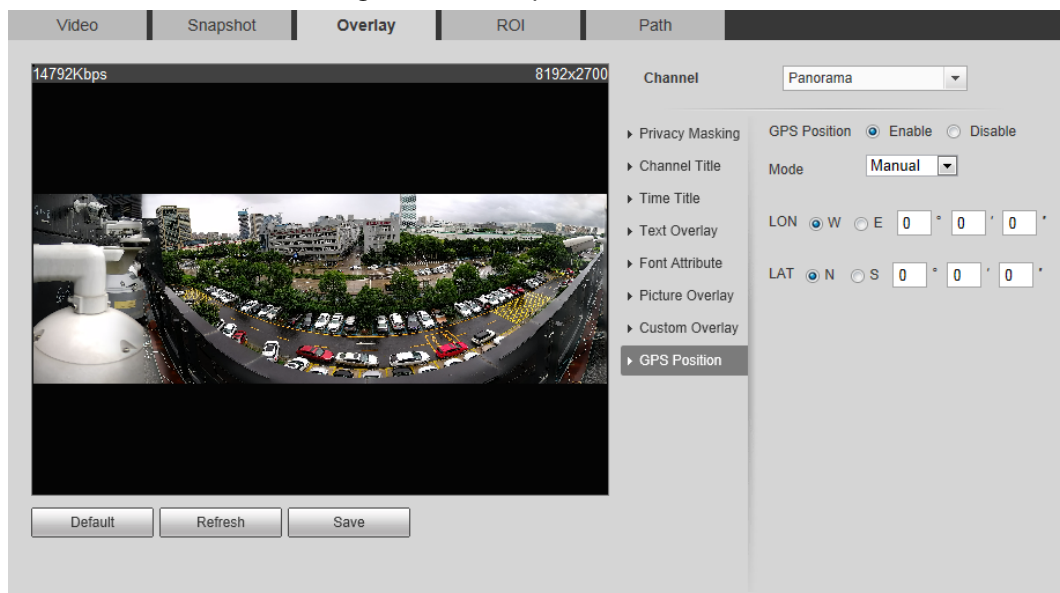 Video Snapshot Overlay ROI Path
14792Kbps 8192x2700
Channel Panorama
Privacy Masking
Channel Title
Time Title
Text Overlay
Font Attribute
Picture Overlay
Custom Overlay
GPS Position
GPS Position Enable Disable
Mode Manual
LON W E 0 ° 0 ′ 0 ″
LAT N S 0 ° 0 ′ 0 ″
Default Refresh Save